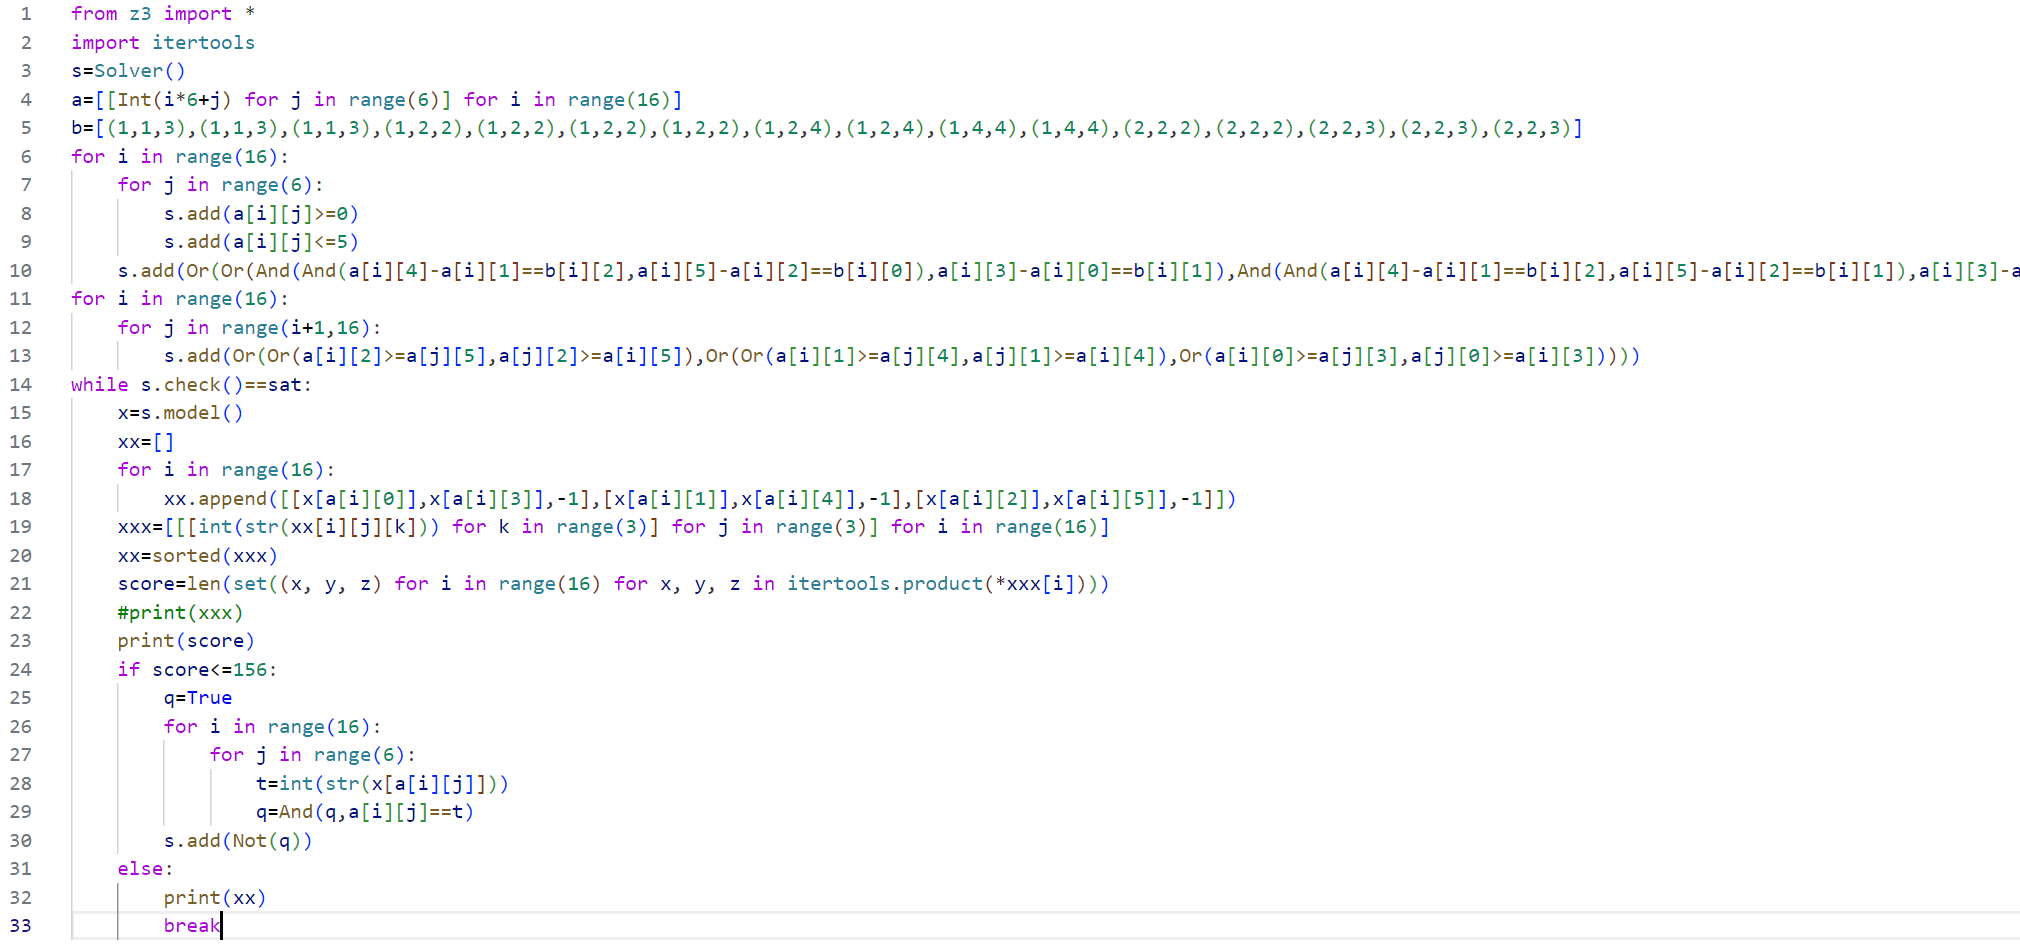 1 from z3 import *
2 import itertools
3 s=Solver()
4 a=[[Int(i*6+j) for j in range(6)] for i in range(16)]
5 b=[(1,1,3),(1,1,3),(1,1,3),(1,2,2),(1,2,2),(1,2,2),(1,2,2),(1,2,4),(1,2,4),(1,4,4),(1,4,4),(2,2,2),(2,2,2),(2,2,3),(2,2,3),(2,2,3)]
6 for i in range(16):
7     for j in range(6):
8         s.add(a[i][j]>=0)
9         s.add(a[i][j]<=5)
10     s.add(Or(Or(And(And(a[i][4]-a[i][1]==b[i][2],a[i][5]-a[i][2]==b[i][0]),a[i][3]-a[i][0]==b[i][1]),And(And(a[i][4]-a[i][1]==b[i][2],a[i][5]-a[i][2]==b[i][1]),a[i][3]-a
11 for i in range(16):
12     for j in range(i+1,16):
13         s.add(Or(Or(a[i][2]>=a[j][5],a[j][2]>=a[i][5]),Or(Or(a[i][1]>=a[j][4],a[j][1]>=a[i][4]),Or(a[i][0]>=a[j][3],a[j][0]>=a[i][3]))))
14 while s.check()==sat:
15     x=s.model()
16     xx=[]
17     for i in range(16):
18         xx.append([[x[a[i][0]],x[a[i][3]],-1],[x[a[i][1]],x[a[i][4]],-1],[x[a[i][2]],x[a[i][5]],-1]])
19     xxx=[[[int(str(xx[i][j][k])) for k in range(3)] for j in range(3)] for i in range(16)]
20     xx=sorted(xxx)
21     score=len(set((x, y, z) for i in range(16) for x, y, z in itertools.product(*xxx[i])))
22     #print(xxx)
23     print(score)
24     if score<=156:
25         q=True
26         for i in range(16):
27             for j in range(6):
28                 t=int(str(x[a[i][j]]))
29                 q=And(q,a[i][j]==t)
30         s.add(Not(q))
31     else:
32         print(xx)
33         break